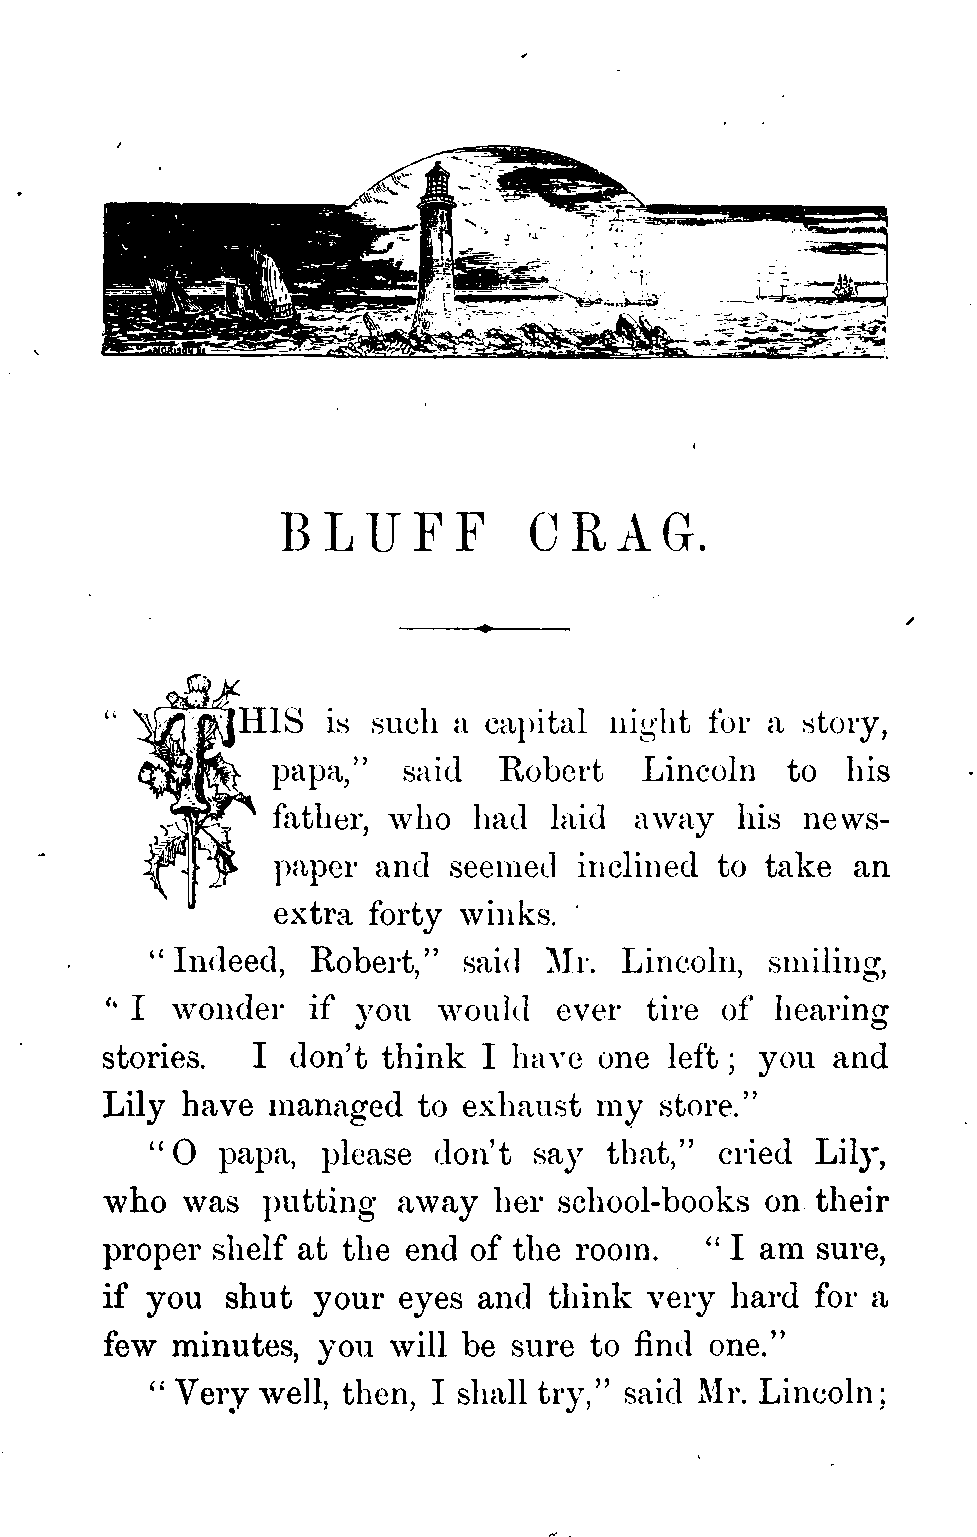 BLUFF CRAG.
“THIS is such a capital night for a story,
papa,” said Robert Lincoln to his
father, who had laid away his news-
paper and seemed inclined to take an
extra forty winks.
“Indeed, Robert,” said Mr. Lincoln, smiling,
“I wonder if you would ever tire of hearing
stories. I don’t think I have one left; you and
Lily have managed to exhaust my store.”
“O papa, please don’t say that,” cried Lily,
who was putting away her school-books on their
proper shelf at the end of the room. “I am sure,
if you shut your eyes and think very hard for a
few minutes, you will be sure to find one.”
“Very well, then, I shall try,” said Mr. Lincoln;